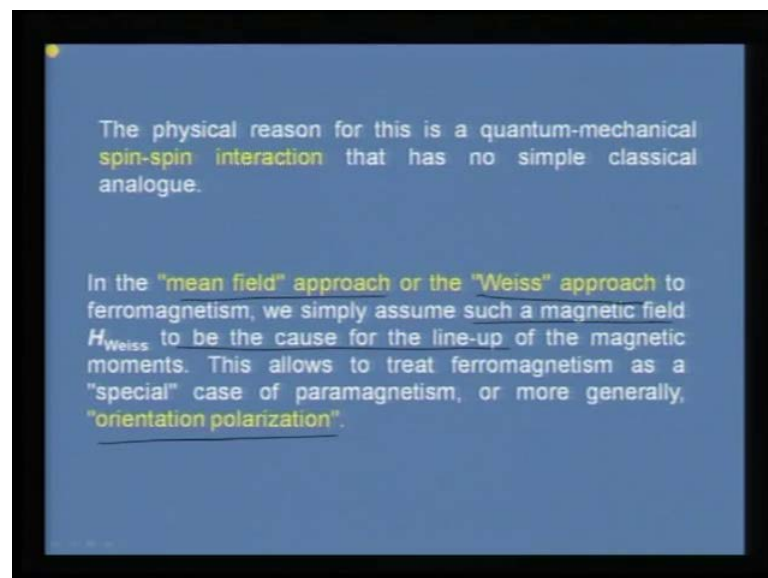 The physical reason for this is a quantum-mechanical
spin-spin interaction that has no simple classical
analogue.
In the "mean field" approach or the "Weiss" approach to
ferromagnetism, we simply assume such a magnetic field
HWeiss to be the cause for the line-up of the magnetic
moments. This allows to treat ferromagnetism as a
"special" case of paramagnetism, or more generally,
"orientation polarization".